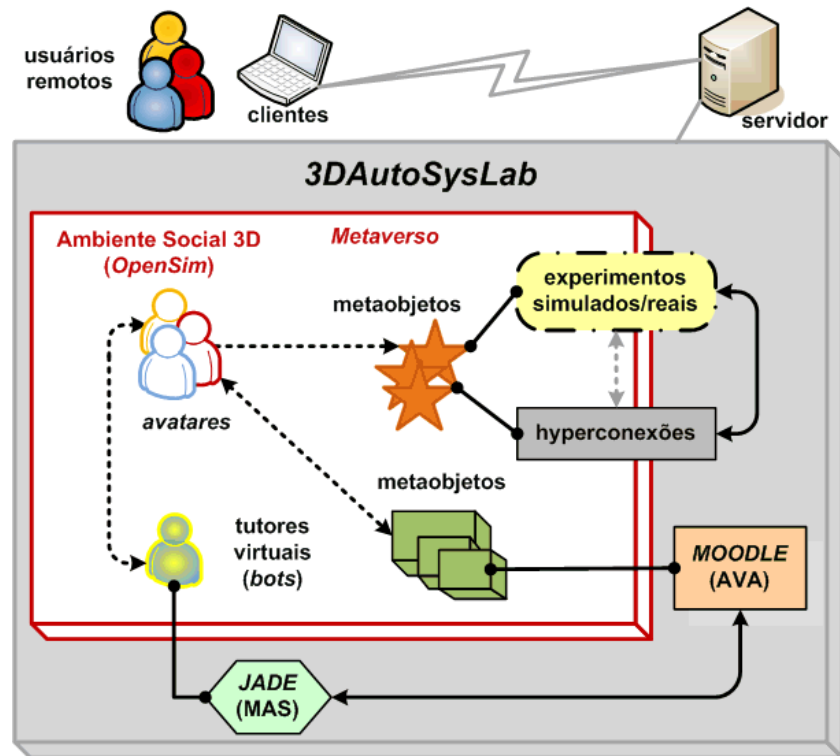 usuários
remotos
clientes
servidor
3DAutoSysLab
Ambiente Social 3D
(OpenSim)
Metaverso
metaobjetos
experimentos
simulados/reais
avatares
hyperconexões
metaobjetos
tutores
virtuais
(bots)
MOODLE
(AVA)
JADE
(MAS)